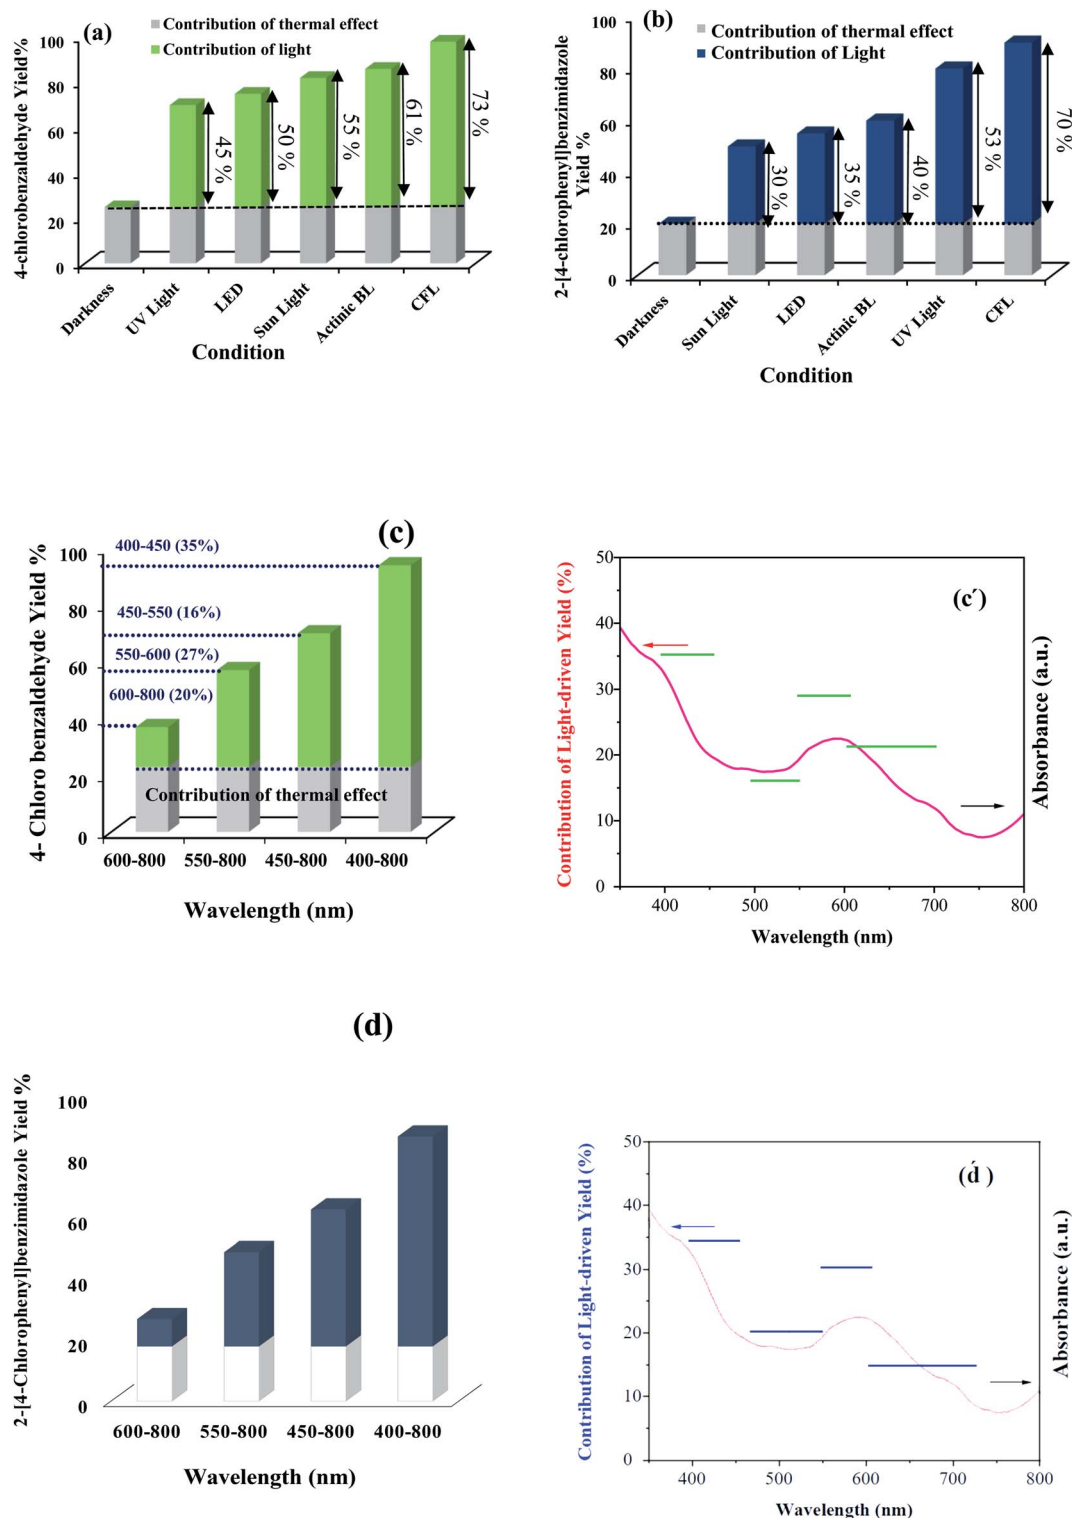 (a)
Contribution of thermal effect
Contribution of light
4-chlorobenzaldehyde Yield%
100
80
60
40
20
0
45 %
50 %
55 %
61 %
73 %
Darkness
UV Light
LED
Sun Light
Actinic BL
CFL
Condition
(b)
Contribution of thermal effect
Contribution of Light
2-[4-chlorophenyl]benzimidazole
Yield %
100
80
60
40
20
0
30 %
35 %
40 %
53 %
70 %
Darkness
Sun Light
LED
Actinic BL
UV Light
CFL
Condition
(c)
4- Chloro benzaldehyde Yield %
100
80
60
40
20
0
400-450 (35%)
450-550 (16%)
550-600 (27%)
600-800 (20%)
Contribution of thermal effect
600-800
550-800
450-800
400-800
Wavelength (nm)
(c´)
Contribution of Light-driven Yield (%)
50
40
30
20
10
0
400
500
600
700
800
Wavelength (nm)
Absorbance (a.u.)
(d)
2-[4-Chlorophenyl]benzimidazole Yield %
100
80
60
40
20
0
600-800
550-800
450-800
400-800
Wavelength (nm)
(d́ )
Contribution of Light-driven Yield (%)
50
40
30
20
10
0
400
500
600
700
800
Wavelength (nm)
Absorbance (a.u.)